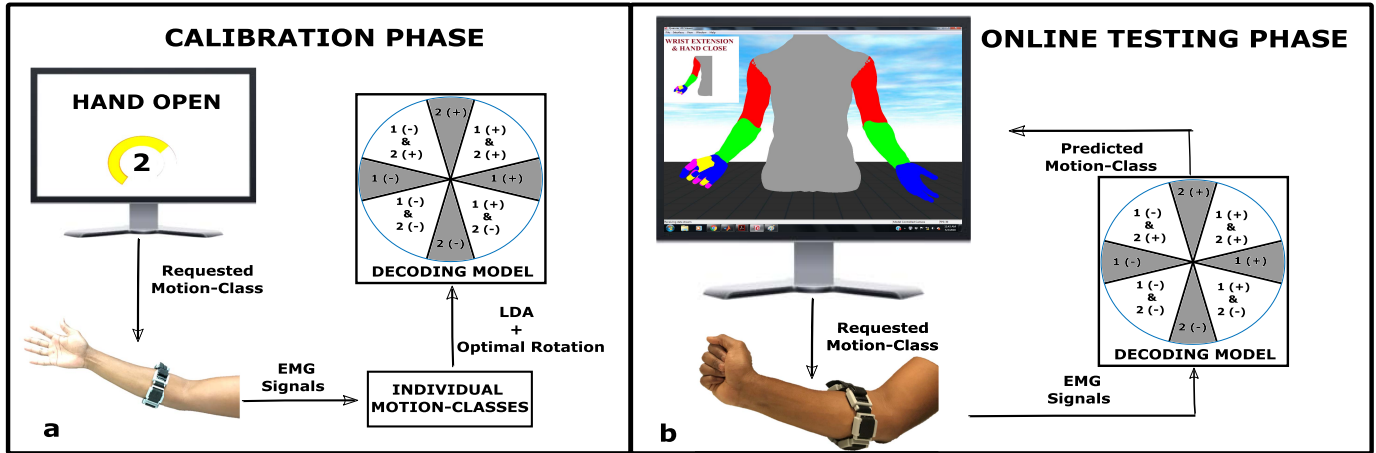 CALIBRATION PHASE
HAND OPEN
2
Requested
Motion-Class
EMG
Signals
INDIVIDUAL
MOTION-CLASSES
LDA
+
Optimal Rotation
2 (+)
1 (-)
&
2 (+)
1 (+)
&
2 (+)
1 (-)
1 (+)
1 (-)
&
2 (-)
1 (+)
&
2 (-)
2 (-)
DECODING MODEL
a
ONLINE TESTING PHASE
WRIST EXTENSION
& HAND CLOSE
Requested
Motion-Class
EMG
Signals
Predicted
Motion-Class
2 (+)
1 (-)
&
2 (+)
1 (+)
&
2 (+)
1 (-)
1 (+)
1 (-)
&
2 (-)
1 (+)
&
2 (-)
2 (-)
DECODING MODEL
b